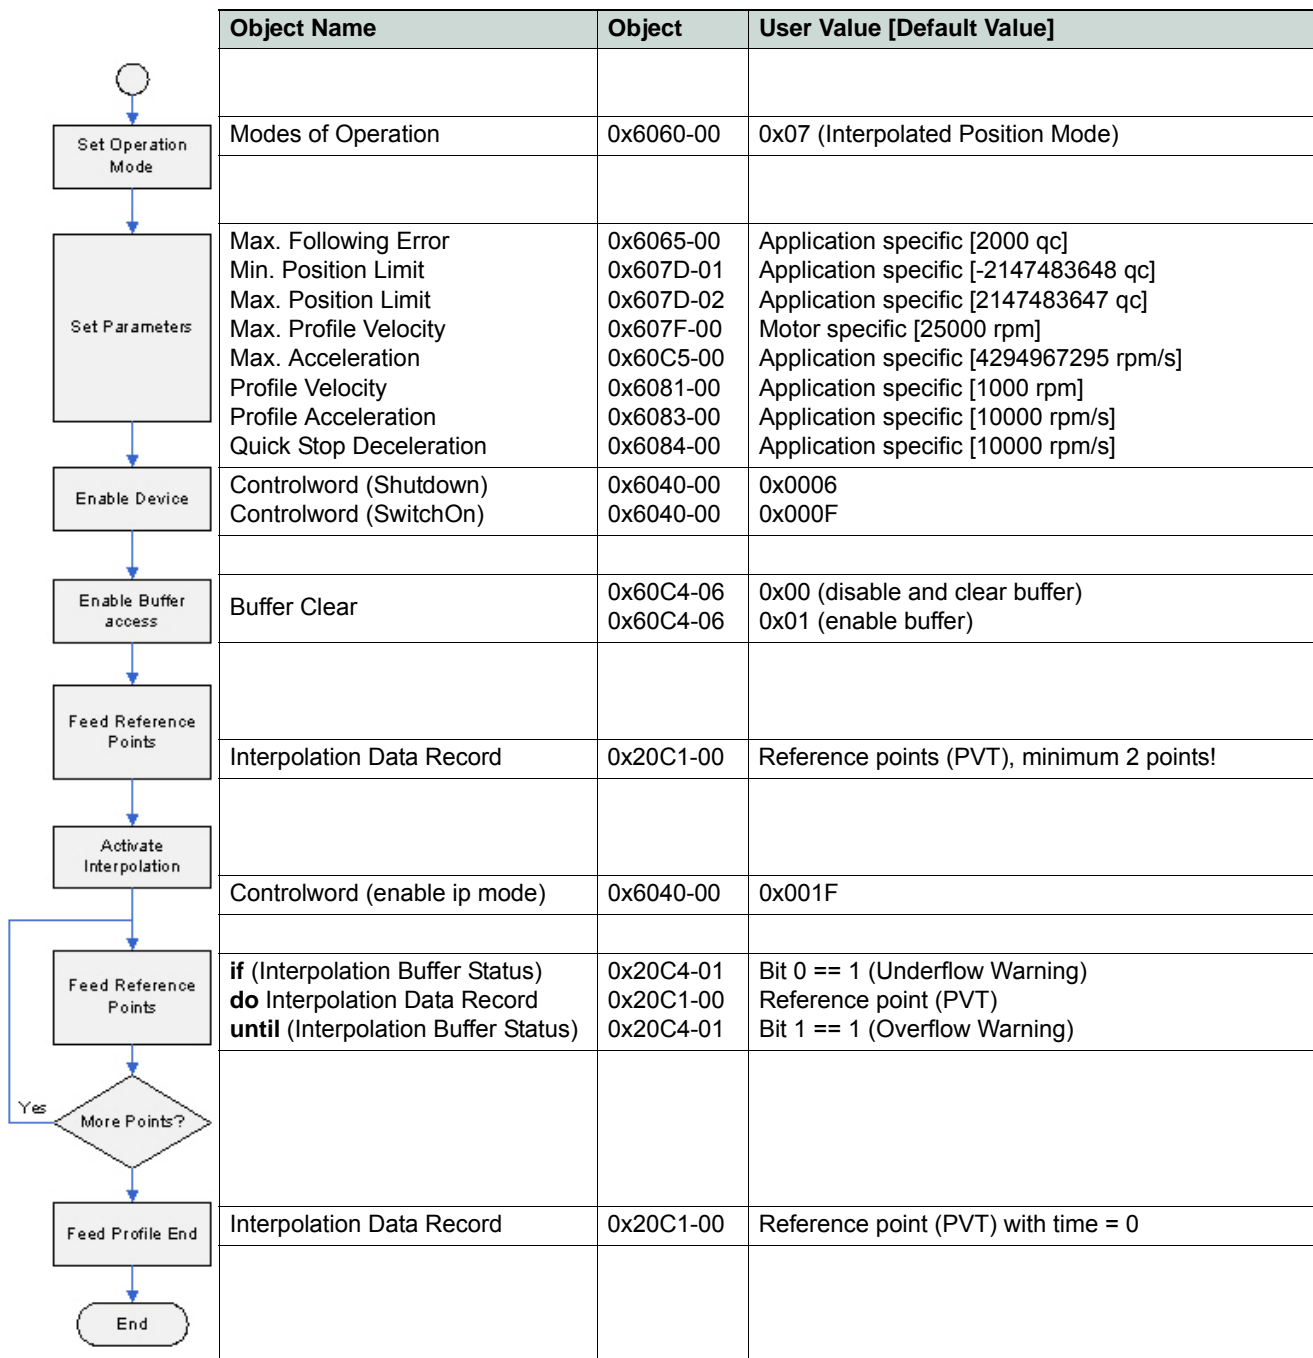 Object Name Object User Value [Default Value]
Set Operation
Mode
Modes of Operation 0x6060-00 0x07 (Interpolated Position Mode)
Set Parameters
Max. Following Error 0x6065-00 Application specific [2000 qc]
Min. Position Limit 0x607D-01 Application specific [-2147483648 qc]
Max. Position Limit 0x607D-02 Application specific [2147483647 qc]
Max. Profile Velocity 0x607F-00 Motor specific [25000 rpm]
Max. Acceleration 0x60C5-00 Application specific [4294967295 rpm/s]
Profile Velocity 0x6081-00 Application specific [1000 rpm]
Profile Acceleration 0x6083-00 Application specific [10000 rpm/s]
Quick Stop Deceleration 0x6084-00 Application specific [10000 rpm/s]
Enable Device
Controlword (Shutdown) 0x6040-00 0x0006
Controlword (SwitchOn) 0x6040-00 0x000F
Enable Buffer
access
Buffer Clear
0x60C4-06 0x00 (disable and clear buffer)
0x60C4-06 0x01 (enable buffer)
Feed Reference
Points
Interpolation Data Record 0x20C1-00 Reference points (PVT), minimum 2 points!
Activate
Interpolation
Controlword (enable ip mode) 0x6040-00 0x001F
Feed Reference
Points
if (Interpolation Buffer Status) 0x20C4-01 Bit 0 == 1 (Underflow Warning)
do Interpolation Data Record 0x20C1-00 Reference point (PVT)
until (Interpolation Buffer Status) 0x20C4-01 Bit 1 == 1 (Overflow Warning)
Yes
More Points?
Feed Profile End
Interpolation Data Record 0x20C1-00 Reference point (PVT) with time = 0
End